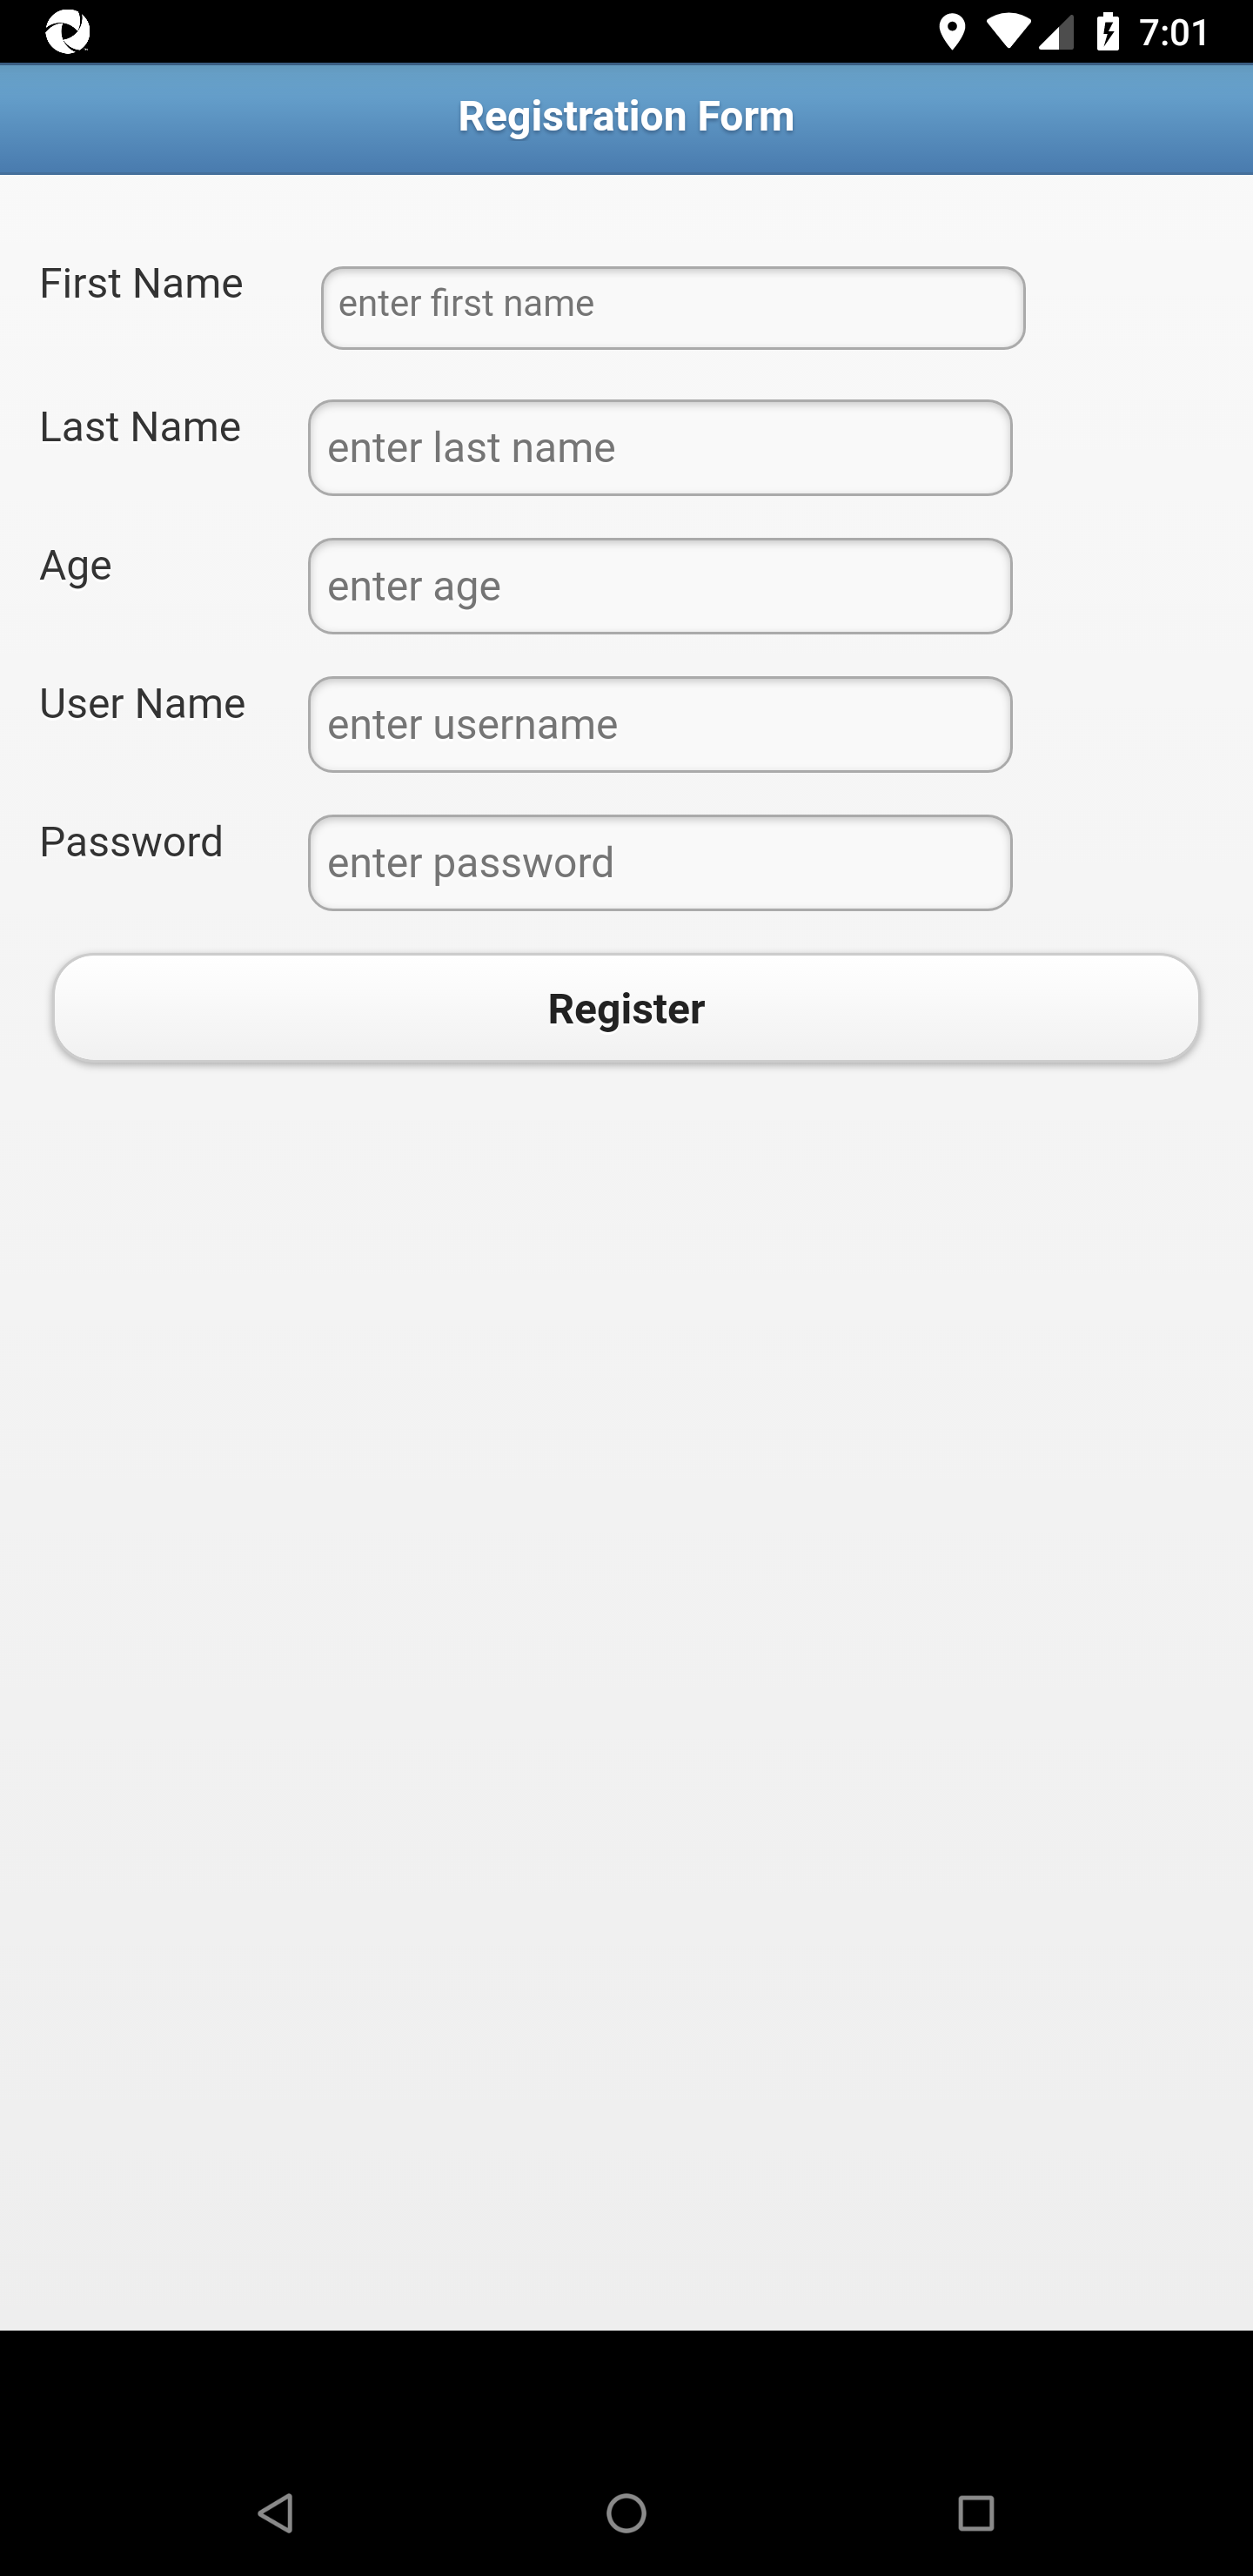 7:01
Registration Form
First Name
enter first name
Last Name
enter last name
Age
enter age
User Name
enter username
Password
enter password
Register